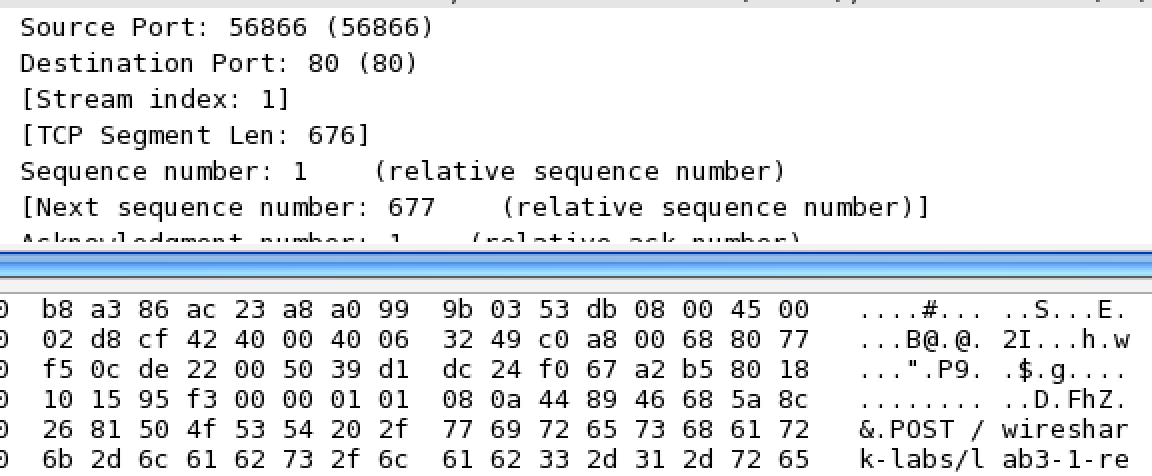 Source Port: 56866 (56866)
Destination Port: 80 (80)
[Stream index: 1]
[TCP Segment Len: 676]
Sequence number: 1    (relative sequence number)
[Next sequence number: 677    (relative sequence number)]
Acknowledgment number: 1    (relative ack number)
0  b8 a3 86 ac 23 a8 a0 99  9b 03 53 db 08 00 45 00   ....#... ..S...E.
0  02 d8 cf 42 40 00 40 06  32 49 c0 a8 00 68 80 77   ...B@.@. 2I...h.w
0  f5 0c de 22 00 50 39 d1  dc 24 f0 67 a2 b5 80 18   ...".P9. .$.g....
0  10 15 95 f3 00 00 01 01  08 0a 44 89 46 68 5a 8c   ........ ..D.FhZ.
0  26 81 50 4f 53 54 20 2f  77 69 72 65 73 68 61 72   &.POST / wireshar
0  6b 2d 6c 61 62 73 2f 6c  61 62 33 2d 31 2d 72 65   k-labs/l ab3-1-re